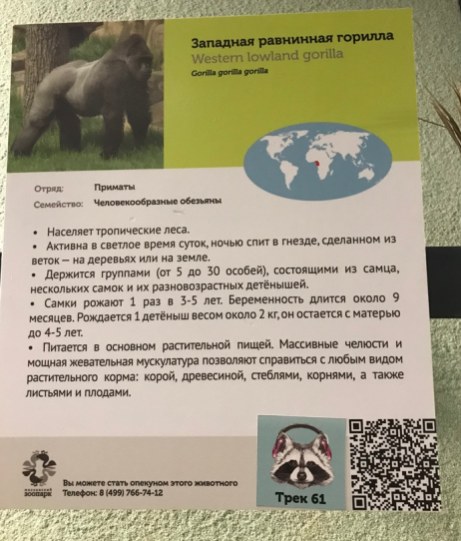 Западная равнинная горилла
Western lowland gorilla
Gorilla gorilla gorilla
Отряд: Приматы
Семейство: Человекообразные обезьяны
• Населяет тропические леса.
• Активна в светлое время суток, ночью спит в гнезде, сделанном из
веток — на деревьях или на земле.
• Держится группами (от 5 до 30 особей), состоящими из самца,
нескольких самок и их разновозрастных детёнышей.
• Самки рожают 1 раз в 3-5 лет. Беременность длится около 9
месяцев. Рождается 1 детёныш весом около 2 кг, он остается с матерью
до 4-5 лет.
• Питается в основном растительной пищей. Массивные челюсти и
мощная жевательная мускулатура позволяют справиться с любым видом
растительного корма: корой, древесиной, стеблями, корнями, а также
листьями и плодами.
зоопарк
Вы можете стать опекуном этого животного
Телефон: 8 (499) 766-74-12
Трек 61